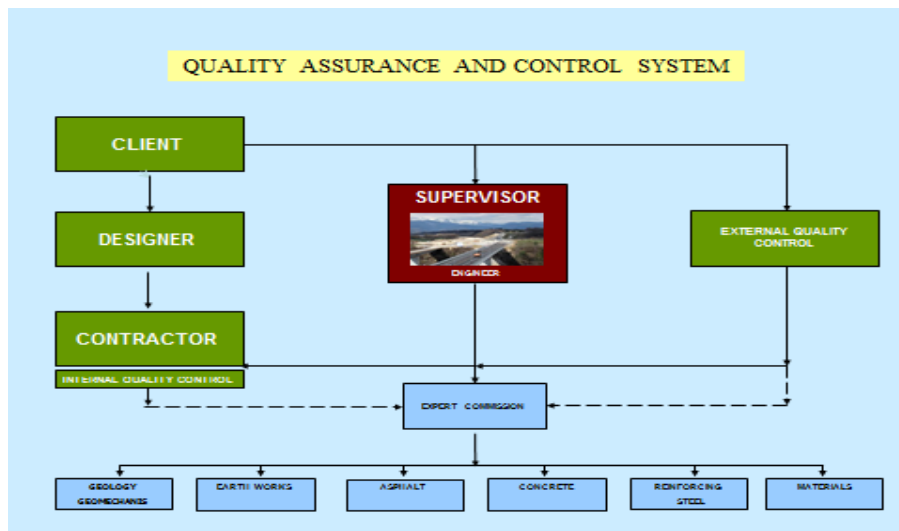 QUALITY ASSURANCE AND CONTROL SYSTEM
CLIENT
SUPERVISOR
ENGINEER
DESIGNER
EXTERNAL QUALITY
CONTROL
CONTRACTOR
INTERNAL QUALITY CONTROL
EXPERT COMMISSION
GEOLOGY
GEOMECHANIS
EARTH WORKS
ASPHALT
CONCRETE
REINFORCING
STEEL
MATERIALS